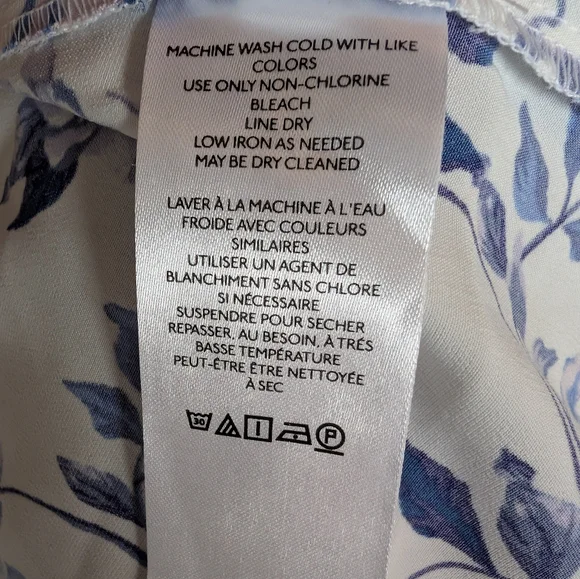 MACHINE WASH COLD WITH LIKE
COLORS
USE ONLY NON-CHLORINE
BLEACH
LINE DRY
LOW IRON AS NEEDED
MAY BE DRY CLEANED
LAVER À LA MACHINE À L'EAU
FROIDE AVEC COULEURS
SIMILAIRES
UTILISER UN AGENT DE
BLANCHIMENT SANS CHLORE
SI NÉCESSAIRE
SUSPENDRE POUR SECHER
REPASSER, AU BESOIN, À TRÉS
BASSE TEMPÉRATURE
PEUT-ÊTRE ÊTRE NETTOYÉE
À SEC
30 P